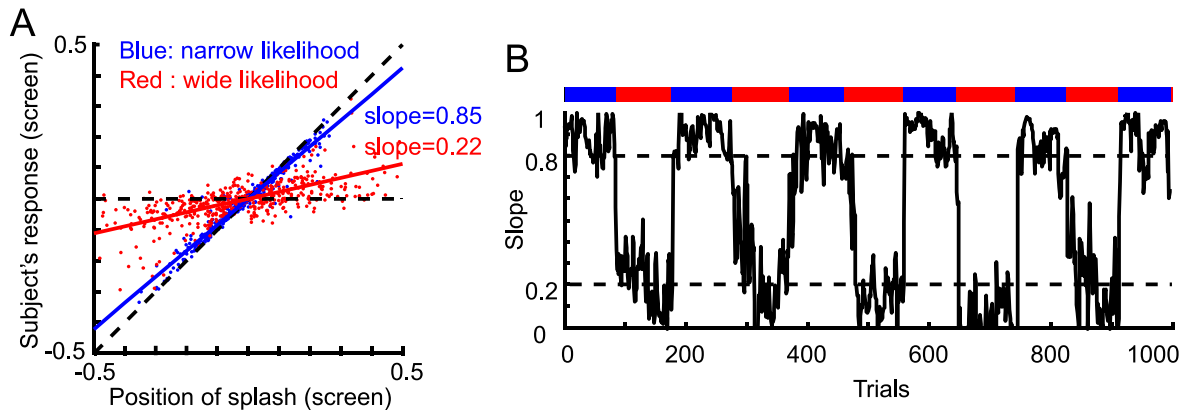 A
0.5
Blue: narrow likelihood
Red : wide likelihood
slope=0.85
slope=0.22
Subject's response (screen)
-0.5
-0.5
0.5
Position of splash (screen)
B
1
0.8
Slope
0.2
0
0
200
400
600
800
1000
Trials